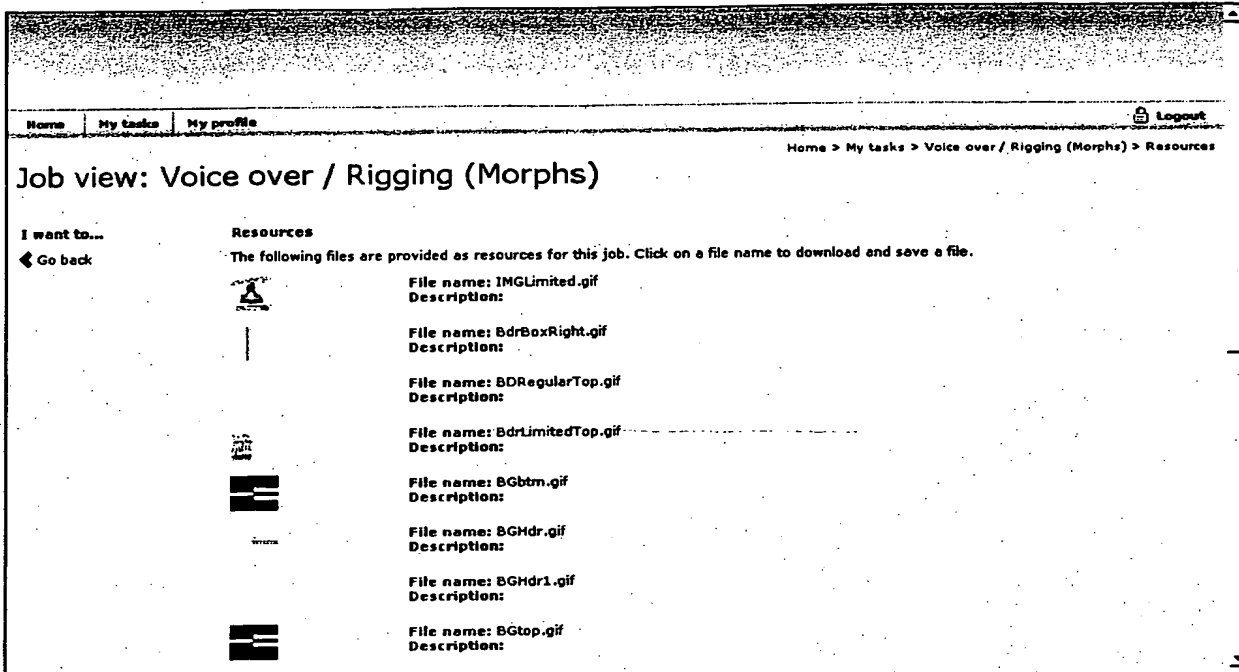 Home My tasks My profile Logout
Home > My tasks > Voice over / Rigging (Morphs) > Resources
Job view: Voice over / Rigging (Morphs)
I want to...
Go back
Resources
The following files are provided as resources for this job. Click on a file name to download and save a file.
File name: IMGLimited.gif
Description:
File name: BdrBoxRight.gif
Description:
File name: BDRegularTop.gif
Description:
File name: BdrLimitedTop.gif
Description:
File name: BGbtm.gif
Description:
File name: BGHdr.gif
Description:
File name: BGHdr1.gif
Description:
File name: BGtop.gif
Description: